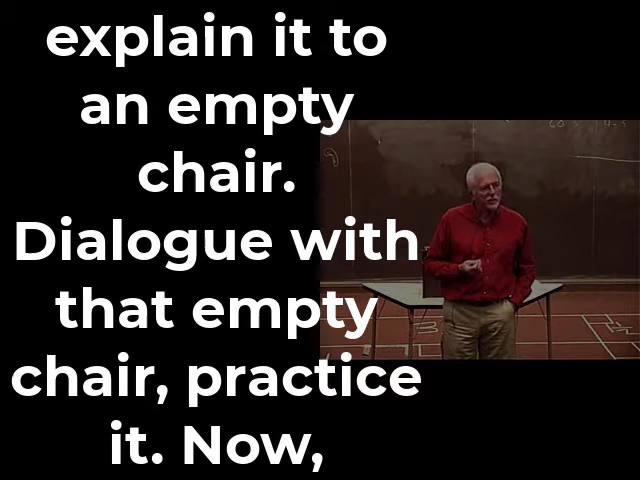 explain it to
an empty
chair.
Dialogue with
that empty
chair, practice
it. Now,